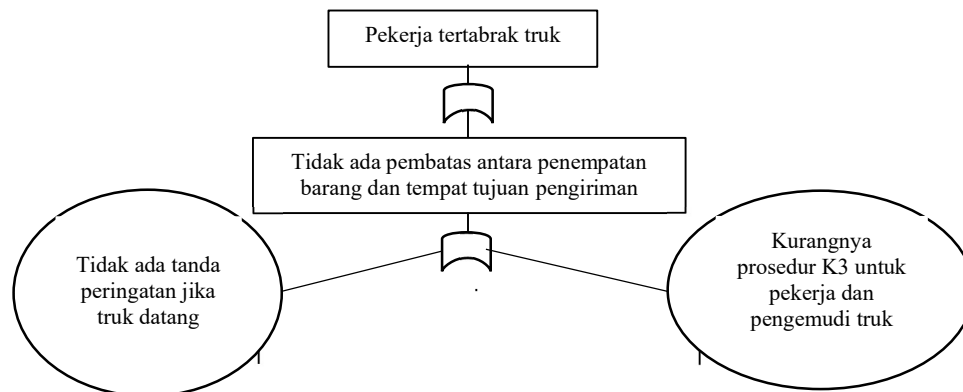 Pekerja tertabrak truk
Tidak ada pembatas antara penempatan
barang dan tempat tujuan pengiriman
Tidak ada tanda
peringatan jika
truk datang
Kurangnya
prosedur K3 untuk
pekerja dan
pengemudi truk